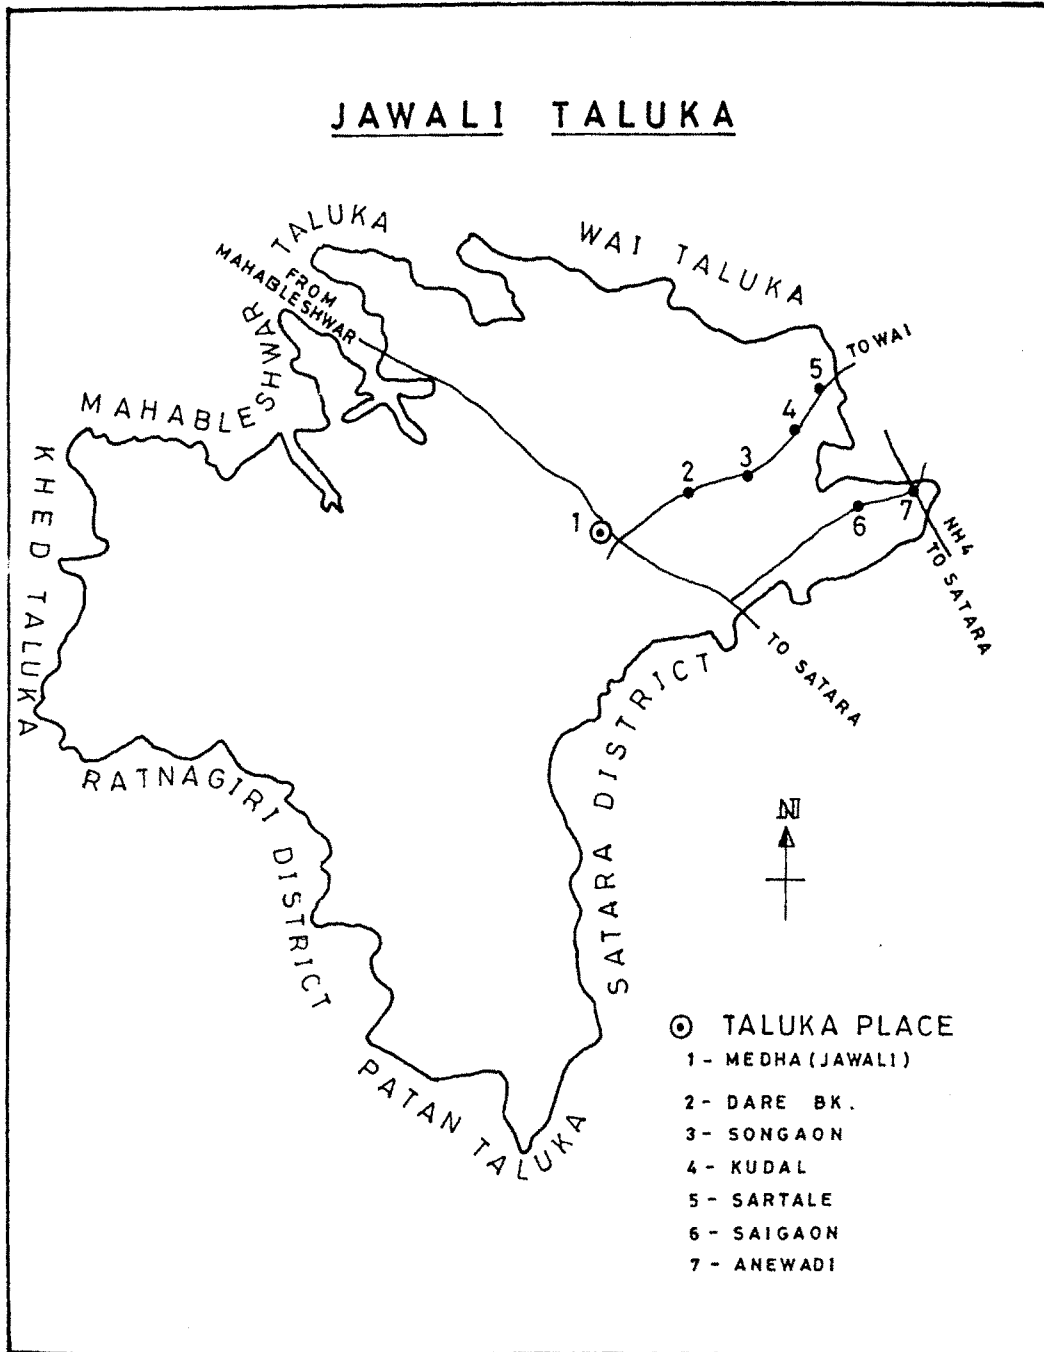 JAWALI TALUKA
MAHABLESHWAR TALUKA
FROM
MAHABLESHWAR
WAI TALUKA
TO WAI
KHED TALUKA
5
4
3
2
1
6
7
NH4
TO SATARA
TO SATARA
RATNAGIRI DISTRICT
SATARA DISTRICT
PATAN TALUKA
N
TALUKA PLACE
1 - MEDHA (JAWALI)
2 - DARE BK.
3 - SONGAON
4 - KUDAL
5 - SARTALE
6 - SAIGAON
7 - ANEWADI